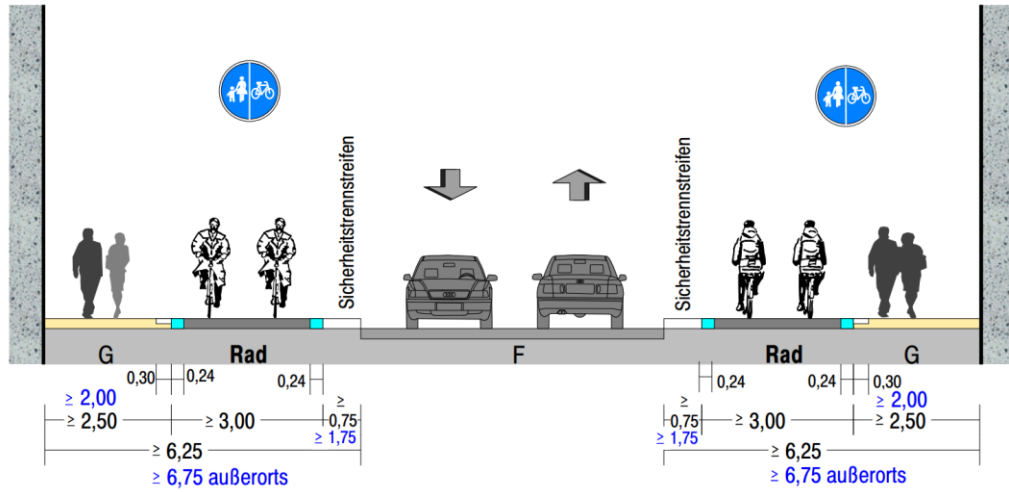 Sicherheitstrennstreifen
Sicherheitstrennstreifen
G
Rad
F
Rad
G
0,30
0,24
0,24
≥
0,75
≥ 1,75
≥ 2,00
≥ 2,50
≥ 3,00
≥ 6,25
≥ 6,75 außerorts
0,24
0,24
0,30
≥
0,75
≥ 1,75
≥ 3,00
≥ 2,00
≥ 2,50
≥ 6,25
≥ 6,75 außerorts